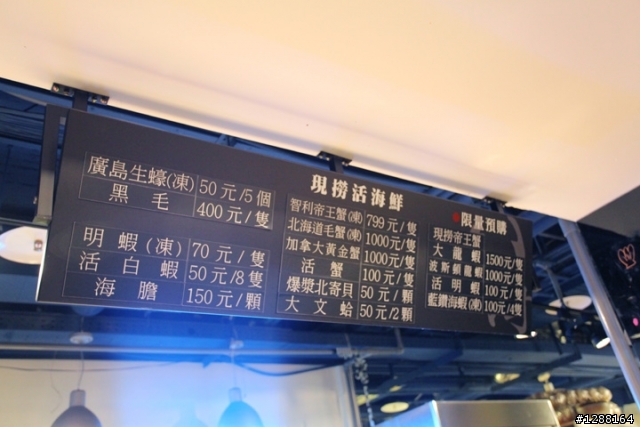 現撈活海鮮
廣島生蠔(凍) 50元/5個
黑毛 400元/隻
明蝦(凍) 70元/隻
活白蝦 50元/8隻
海膽 150元/顆
智利帝王蟹(凍) 799元/隻
北海道毛蟹(凍) 1000元/隻
加拿大黃金蟹 1000元/隻
活蟹 100元/隻
爆漿北寄貝 50元/顆
大文蛤 50元/2顆
限量預購
現撈帝王蟹
大龍蝦 1500元/隻
波斯頓龍蝦 1000元/隻
活明蝦 100元/隻
藍鑽海蝦(凍) 100元/4隻
#1288164